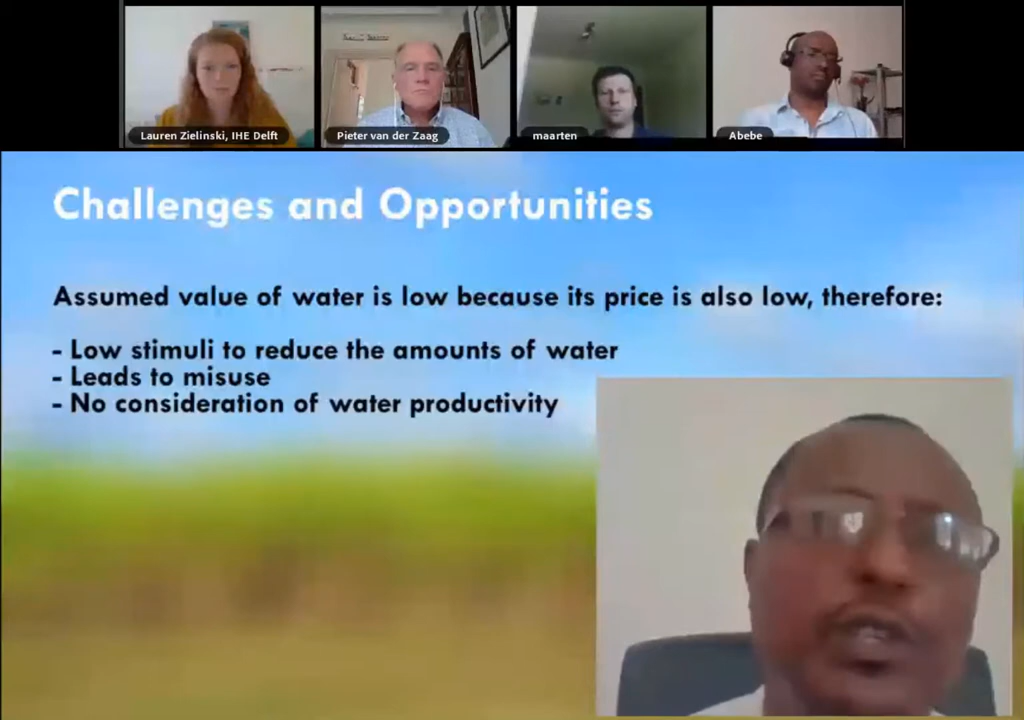 Lauren Zielinski, IHE Delft
Pieter van der Zaag
maarten
Abebe
Challenges and Opportunities
Assumed value of water is low because its price is also low, therefore:
- Low stimuli to reduce the amounts of water
- Leads to misuse
- No consideration of water productivity